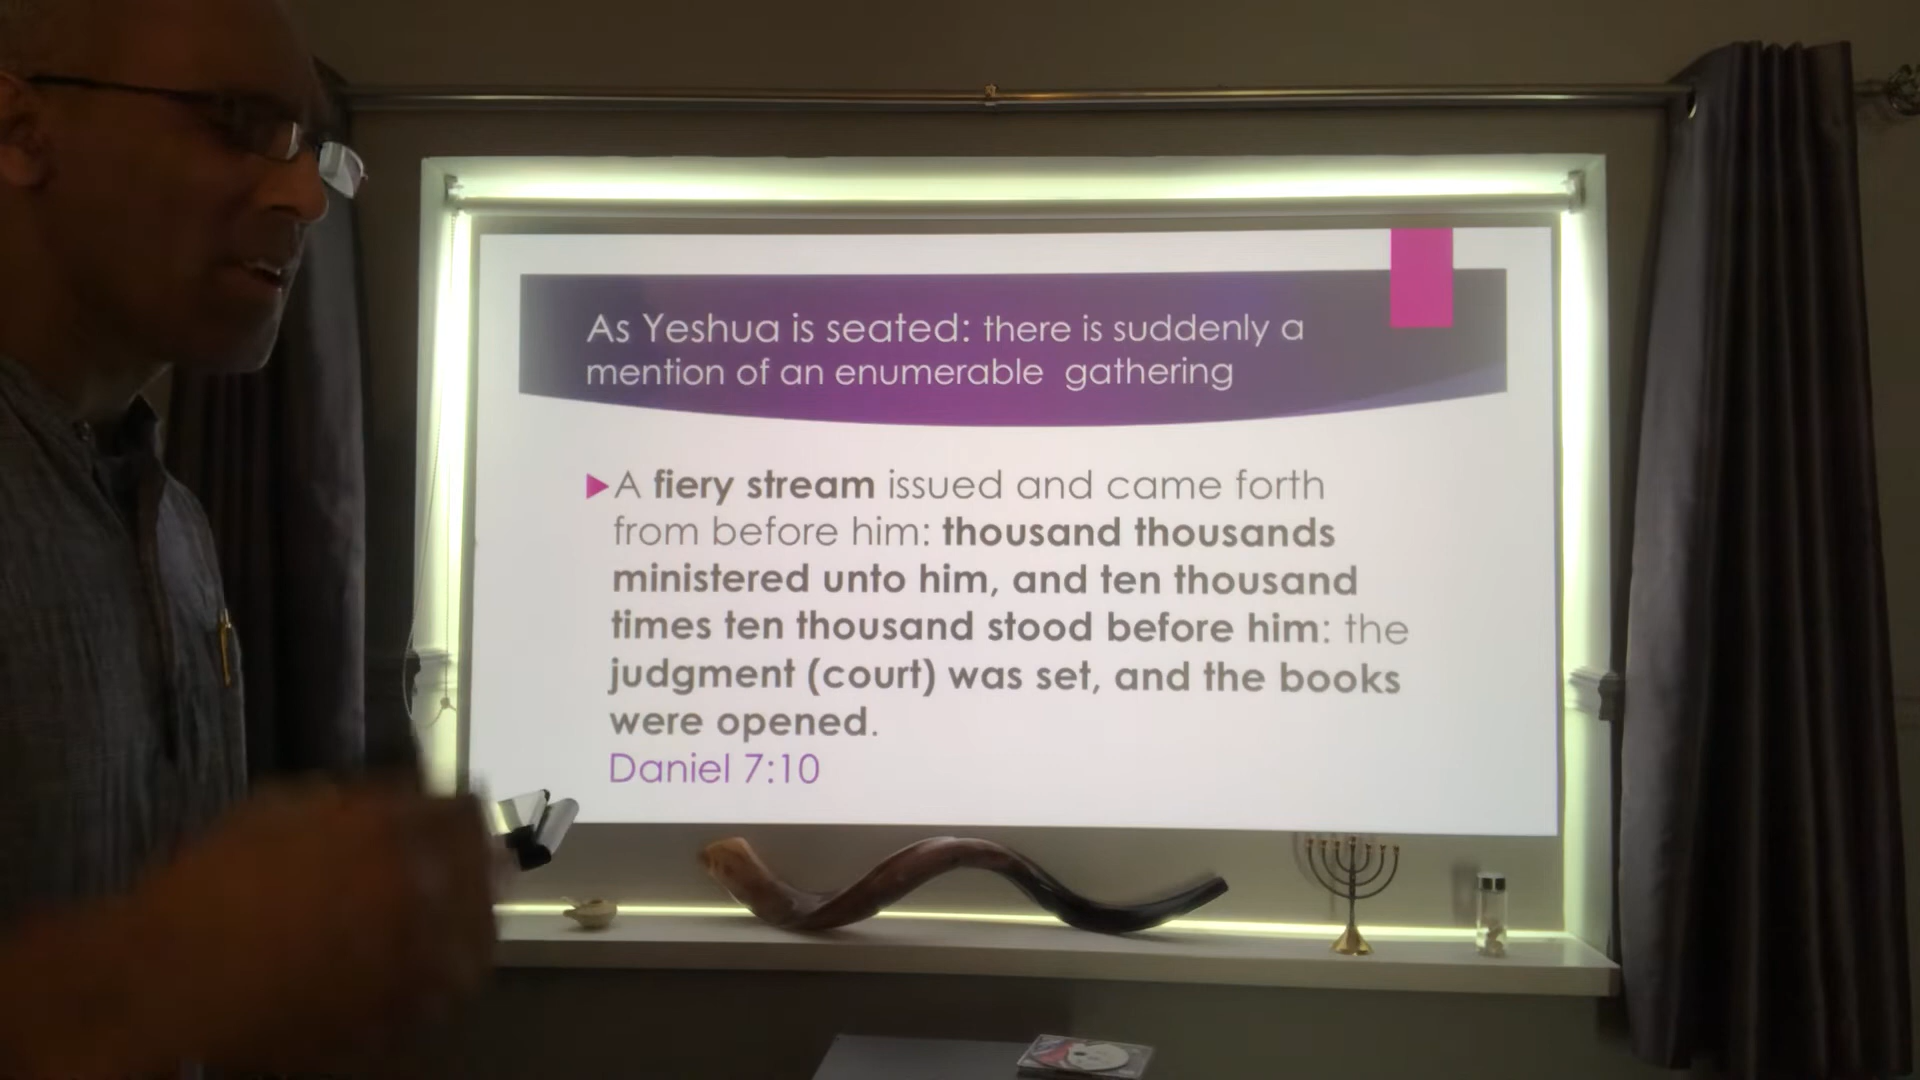 As Yeshua is seated: there is suddenly a
mention of an enumerable gathering
A fiery stream issued and came forth
from before him: thousand thousands
ministered unto him, and ten thousand
times ten thousand stood before him: the
judgment (court) was set, and the books
were opened.
Daniel 7:10